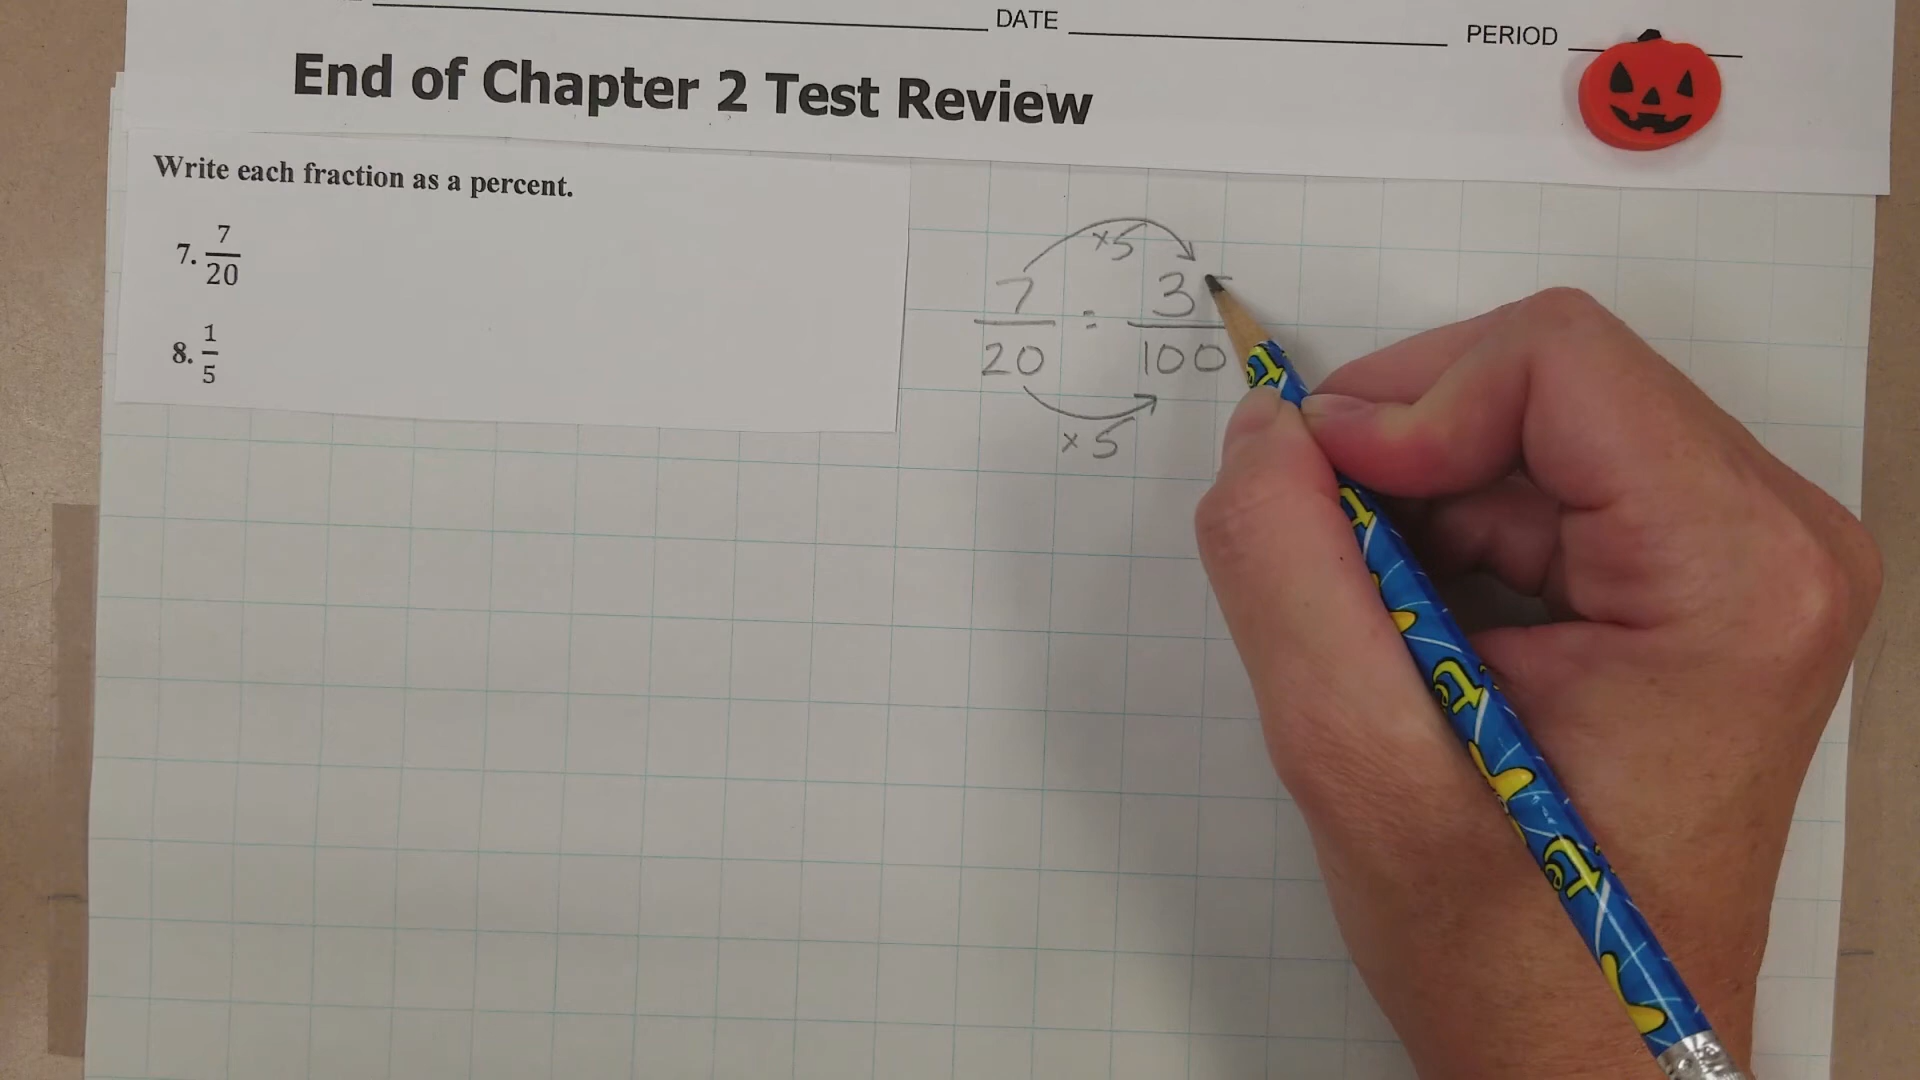 DATE PERIOD
End of Chapter 2 Test Review
Write each fraction as a percent.
7. 7/20
8. 1/5
×5
7/20 = 3/100
×5